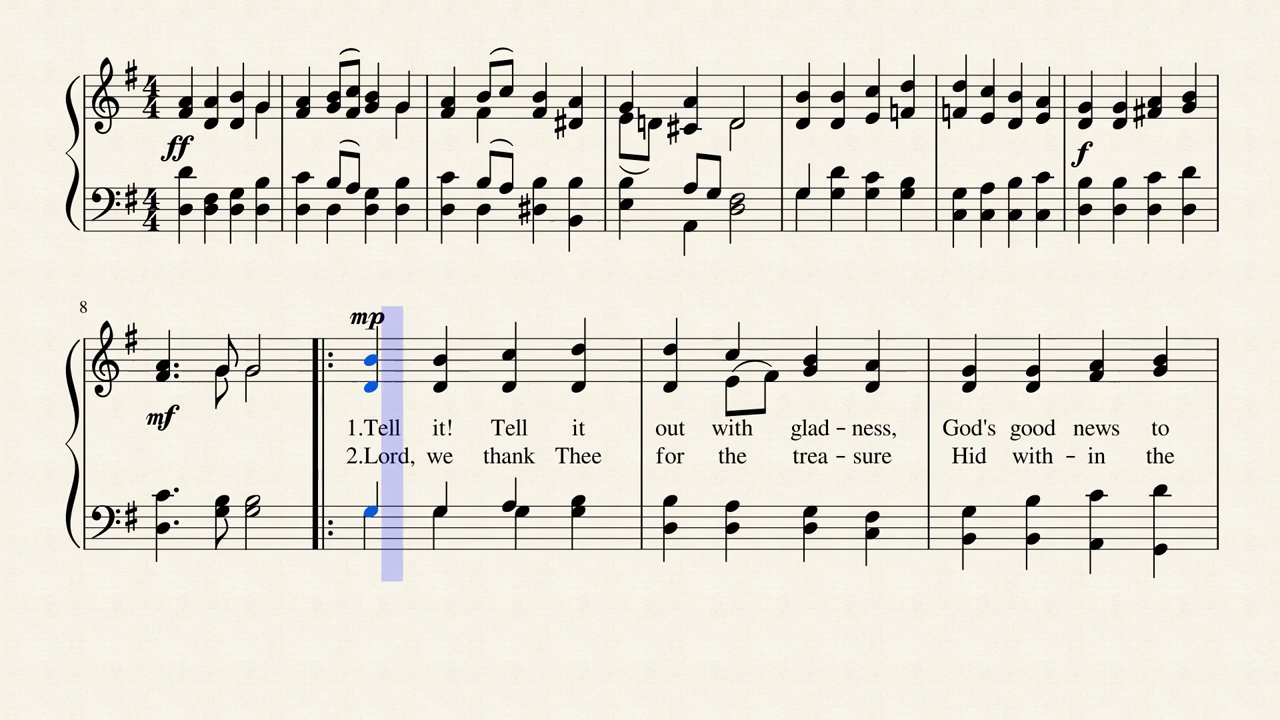 ff
f
8
mp
mf
1.Tell it! Tell it out with glad - ness, God's good news to
2.Lord, we thank Thee for the trea - sure Hid with - in the